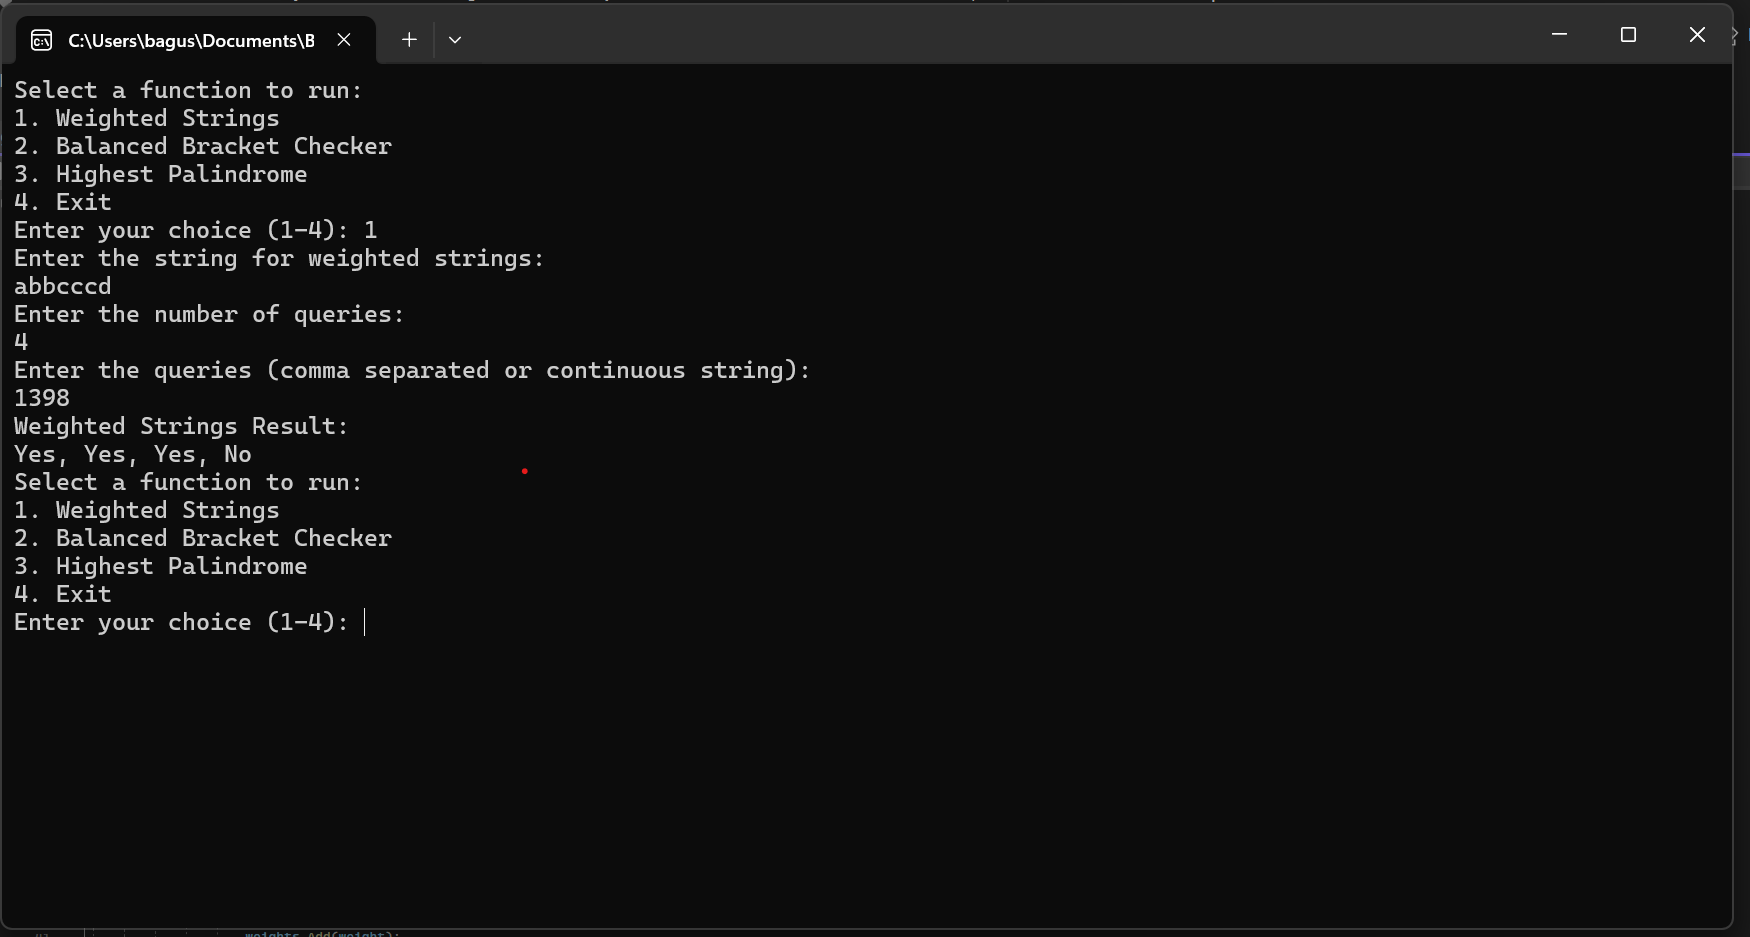 C:\Users\bagus\Documents\B
Select a function to run:
1. Weighted Strings
2. Balanced Bracket Checker
3. Highest Palindrome
4. Exit
Enter your choice (1-4): 1
Enter the string for weighted strings:
abbcccd
Enter the number of queries:
4
Enter the queries (comma separated or continuous string):
1398
Weighted Strings Result:
Yes, Yes, Yes, No
Select a function to run:
1. Weighted Strings
2. Balanced Bracket Checker
3. Highest Palindrome
4. Exit
Enter your choice (1-4):
weights.Add(weight);